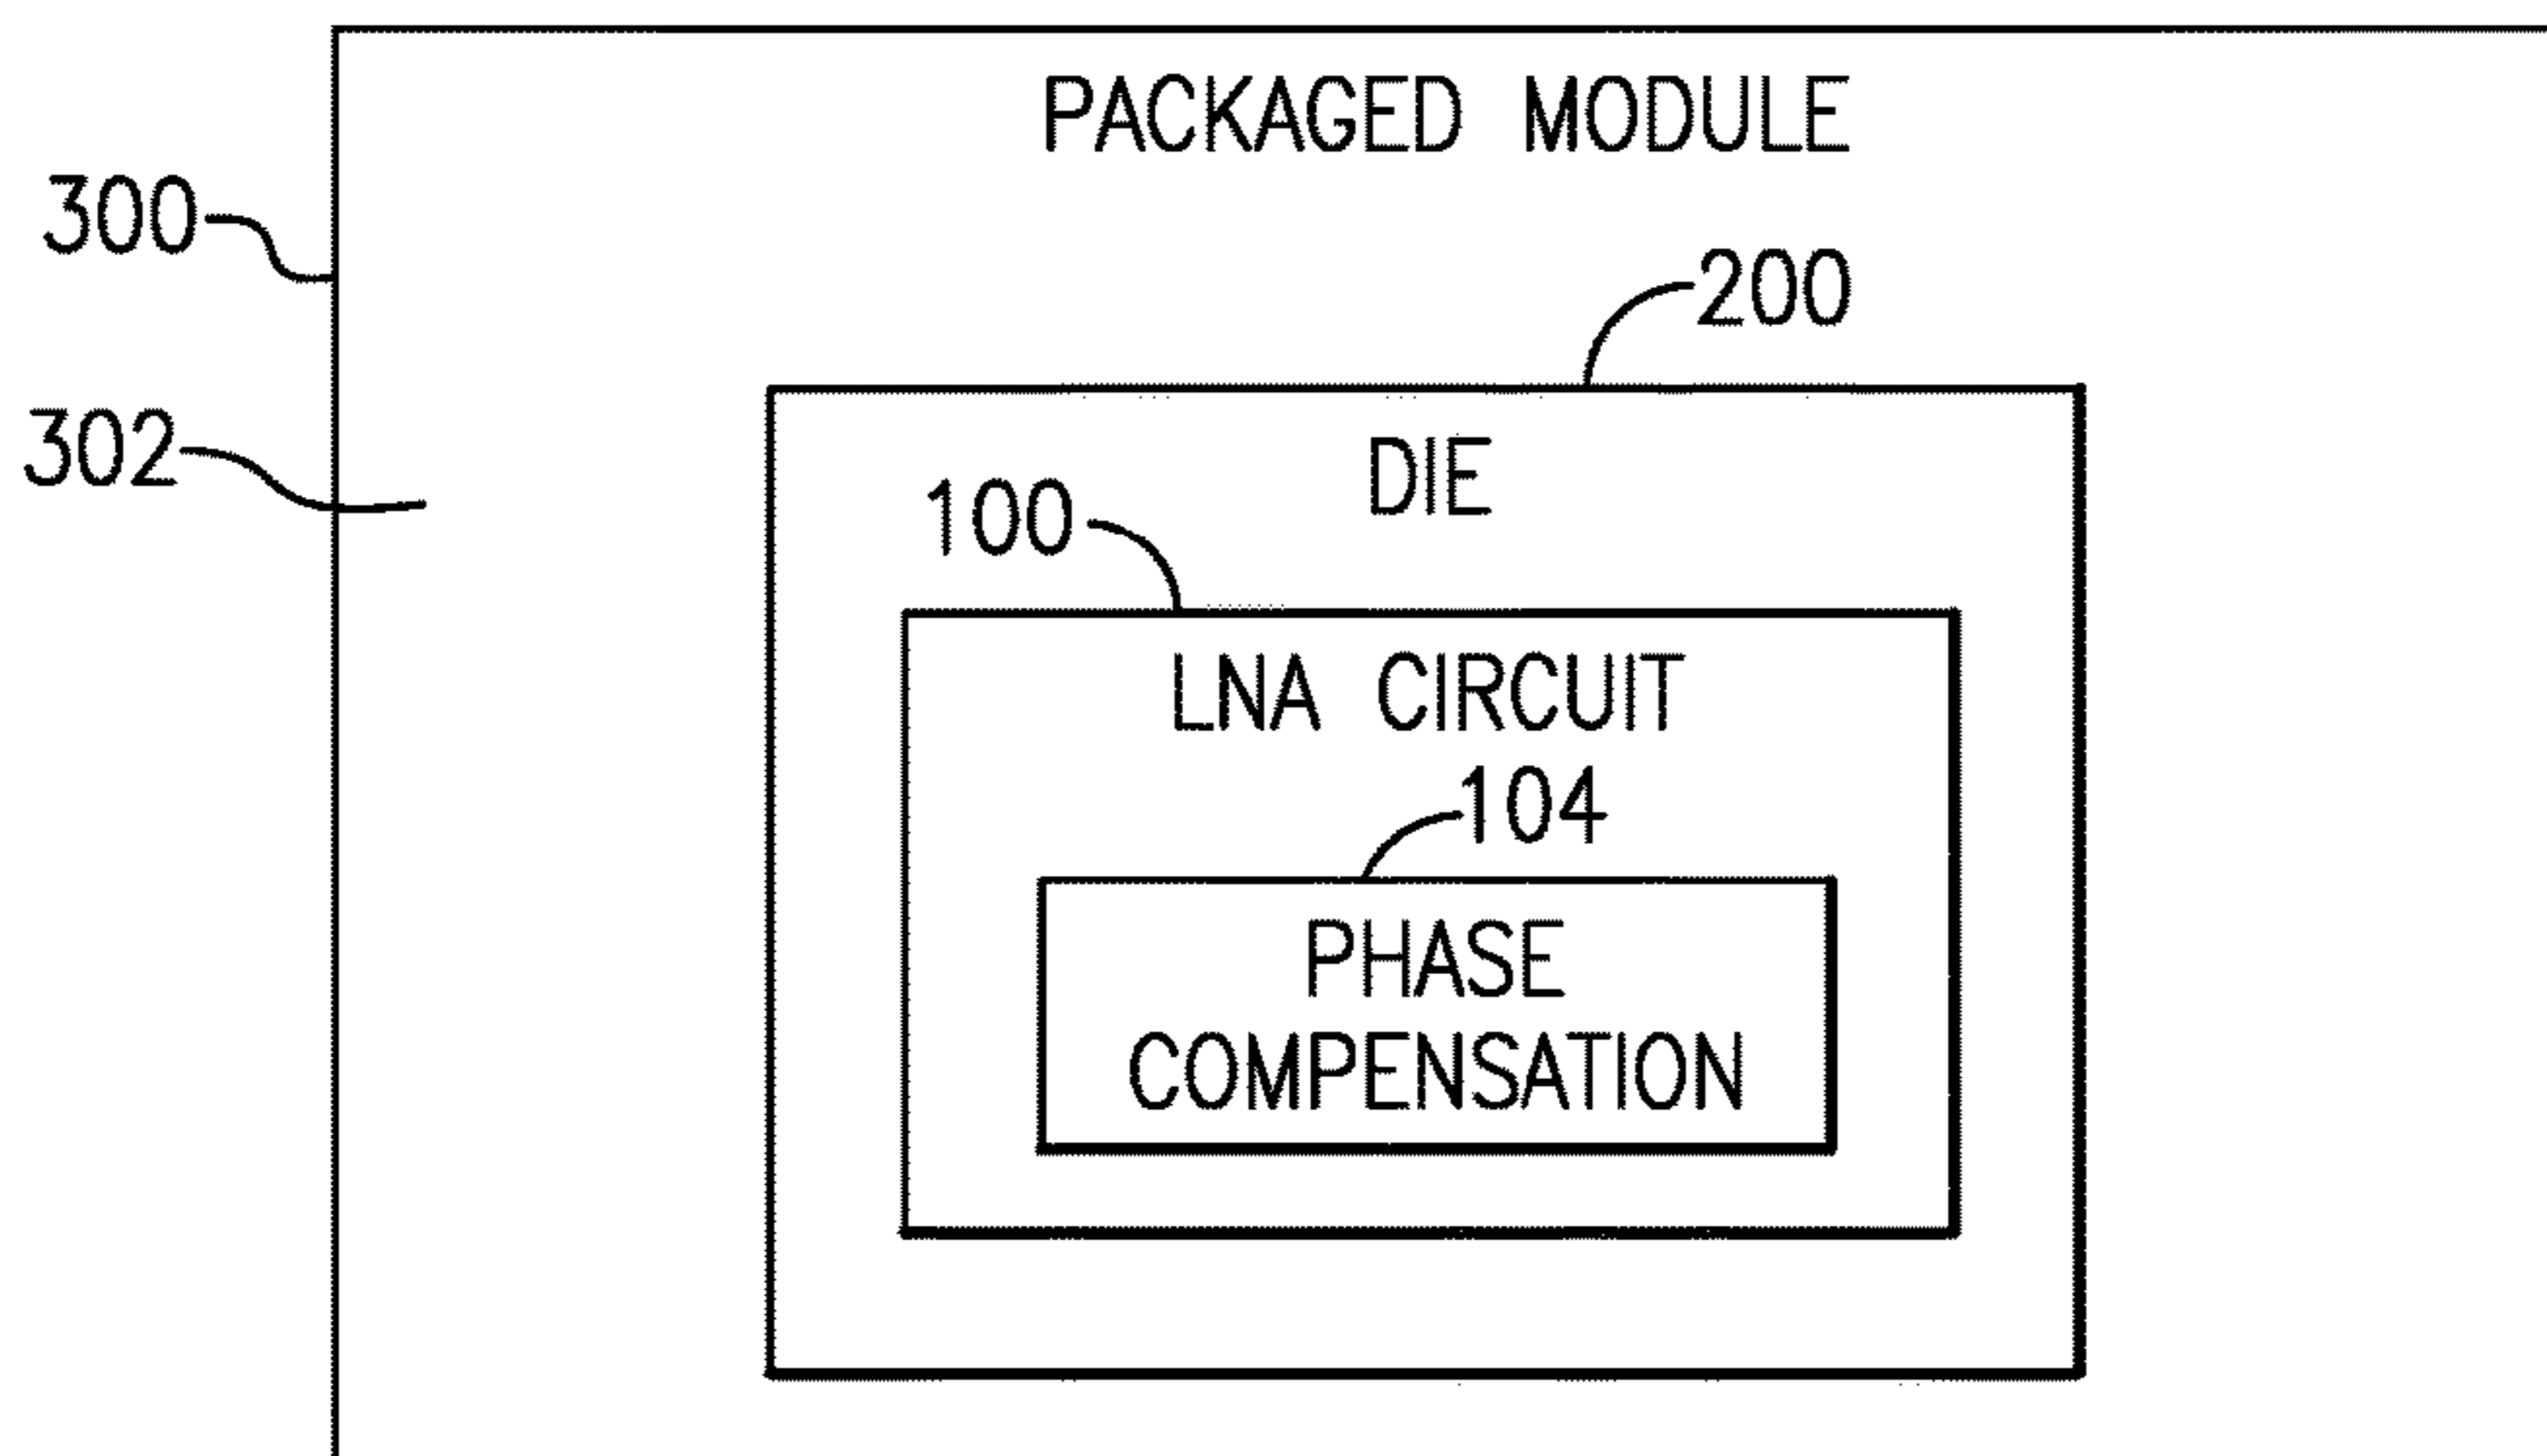 PACKAGED MODULE
300
200
302
DIE
100
LNA CIRCUIT
104
PHASE
COMPENSATION